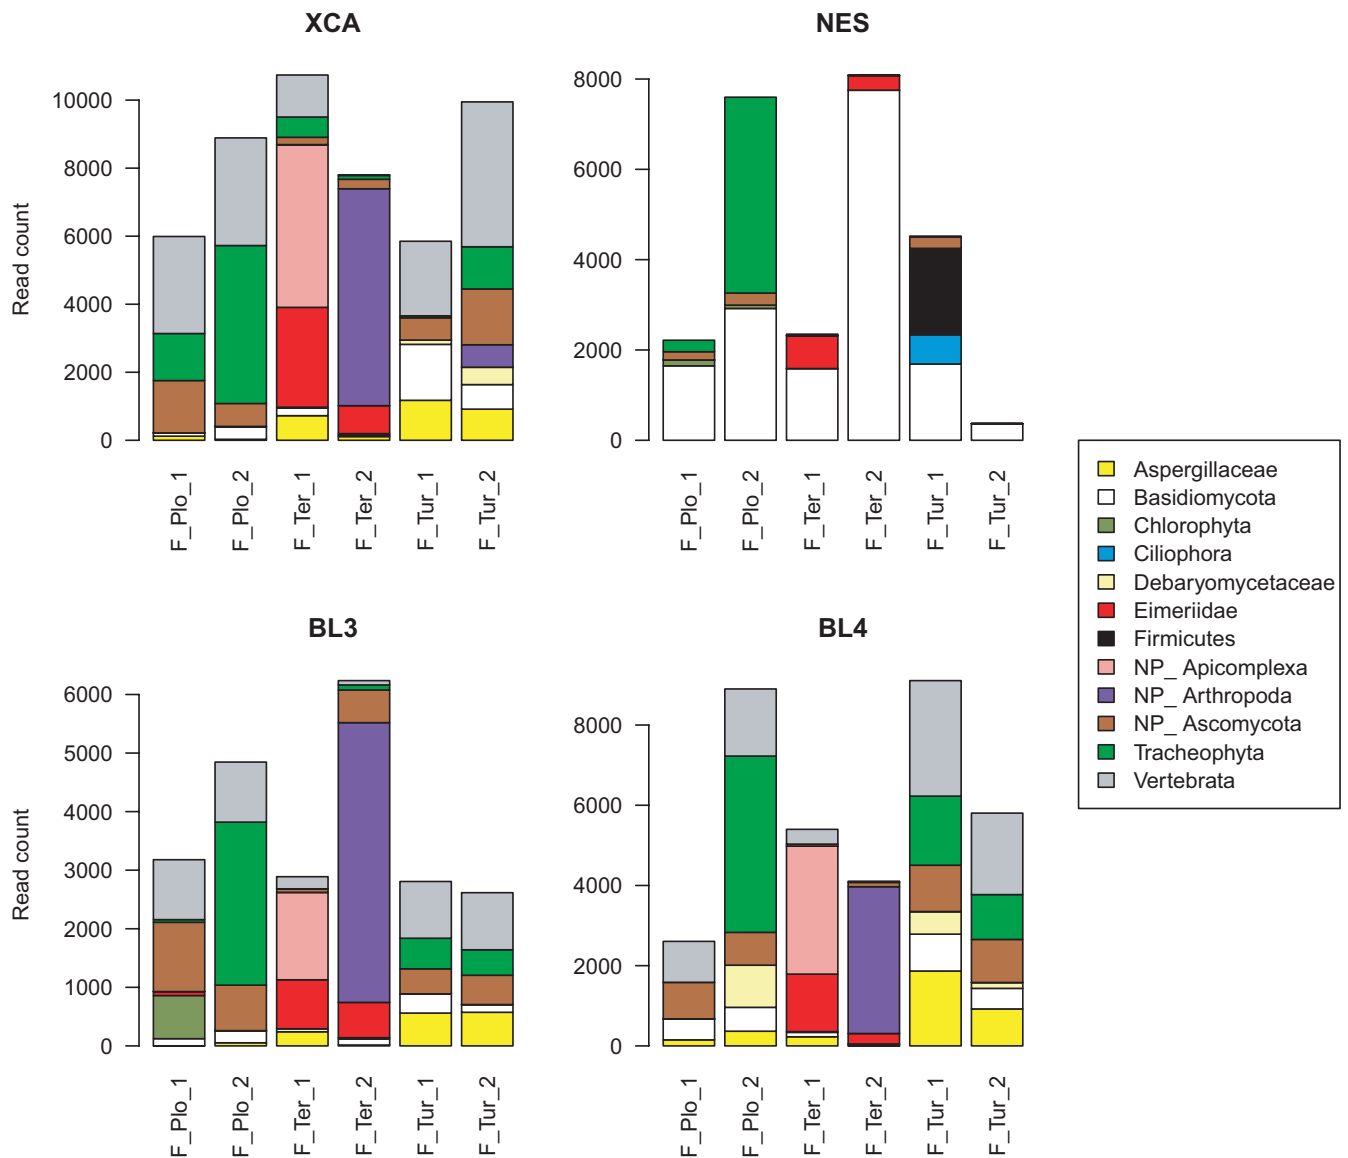 XCA
NES
Read count
10000
8000
6000
4000
2000
0
8000
6000
4000
2000
0
F_Plo_1
F_Plo_2
F_Ter_1
F_Ter_2
F_Tur_1
F_Tur_2
F_Plo_1
F_Plo_2
F_Ter_1
F_Ter_2
F_Tur_1
F_Tur_2
Aspergillaceae
Basidiomycota
Chlorophyta
Ciliophora
Debaryomycetaceae
Eimeriidae
Firmicutes
NP_ Apicomplexa
NP_ Arthropoda
NP_ Ascomycota
Tracheophyta
Vertebrata
BL3
BL4
Read count
6000
5000
4000
3000
2000
1000
0
8000
6000
4000
2000
0
F_Plo_1
F_Plo_2
F_Ter_1
F_Ter_2
F_Tur_1
F_Tur_2
F_Plo_1
F_Plo_2
F_Ter_1
F_Ter_2
F_Tur_1
F_Tur_2